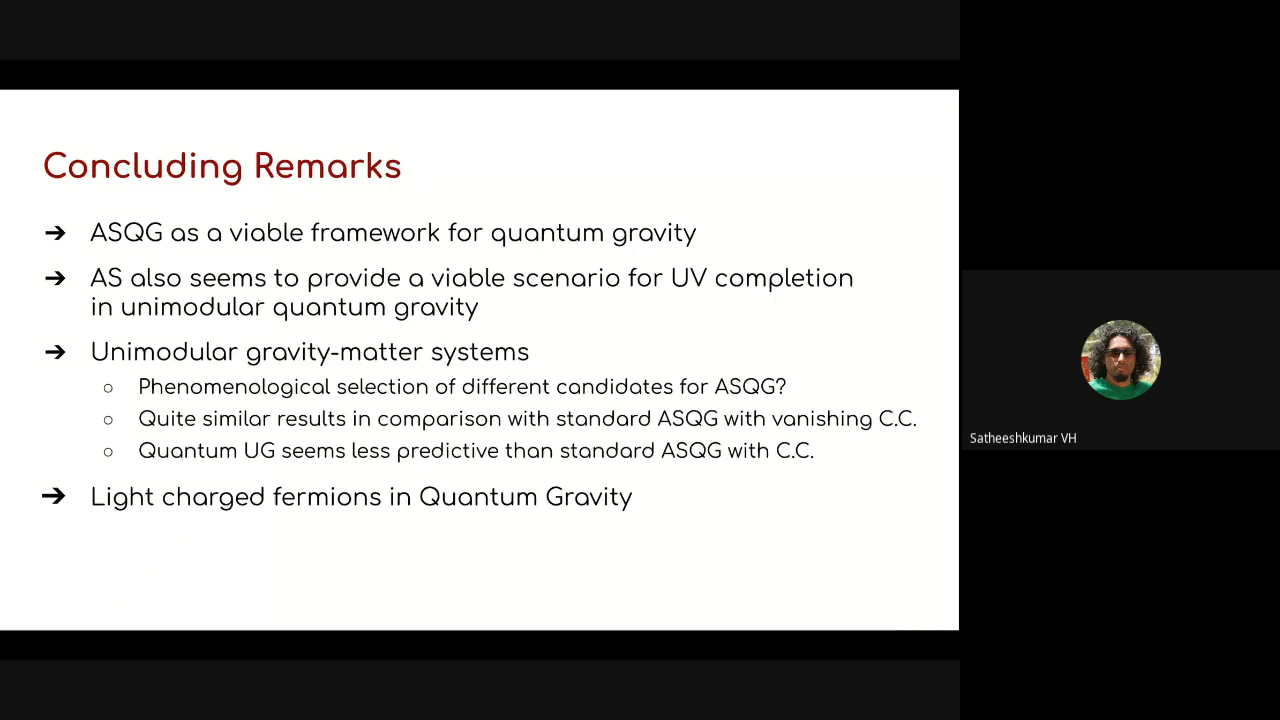 Concluding Remarks
➔ ASQG as a viable framework for quantum gravity
➔ AS also seems to provide a viable scenario for UV completion
in unimodular quantum gravity
➔ Unimodular gravity-matter systems
○ Phenomenological selection of different candidates for ASQG?
○ Quite similar results in comparison with standard ASQG with vanishing C.C.
○ Quantum UG seems less predictive than standard ASQG with C.C.
➔ Light charged fermions in Quantum Gravity
Satheeshkumar VH